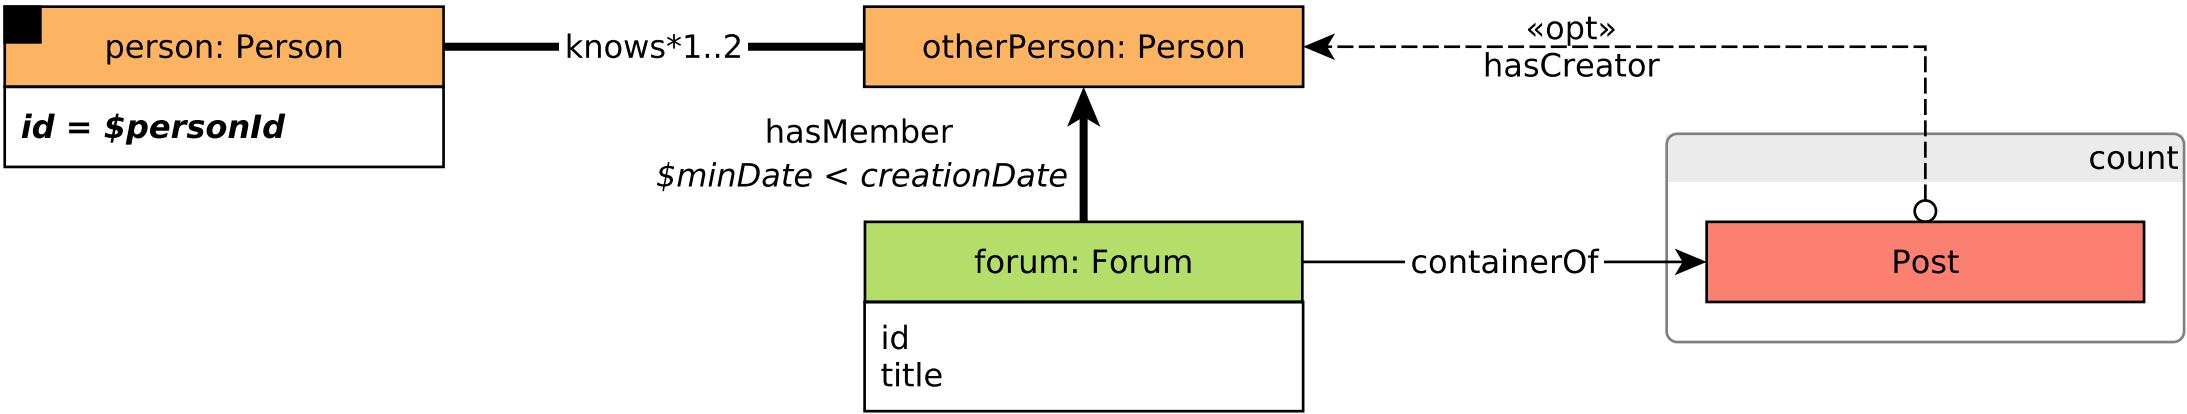 person: Person
id = $personId
knows*1..2
otherPerson: Person
«opt»
hasCreator
hasMember
$minDate < creationDate
count
forum: Forum
id
title
containerOf
Post